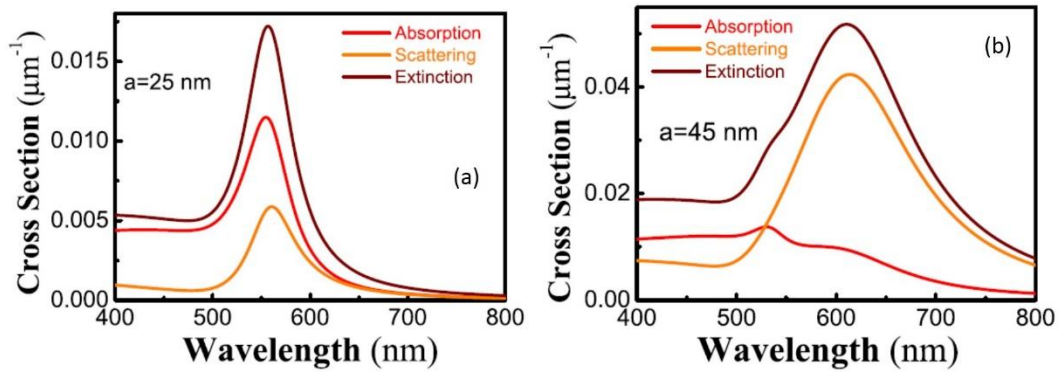 Cross Section (μm⁻¹)
0.015
0.010
0.005
0.000
a=25 nm
Absorption
Scattering
Extinction
(a)
400 500 600 700 800
Wavelength (nm)
Cross Section (μm⁻¹)
0.04
0.02
0.00
a=45 nm
Absorption
Scattering
Extinction
(b)
400 500 600 700 800
Wavelength (nm)